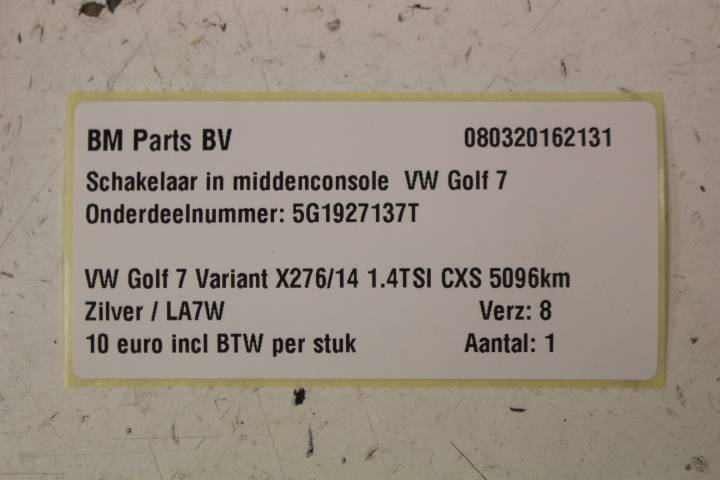 BM Parts BV 080320162131
Schakelaar in middenconsole VW Golf 7
Onderdeelnummer: 5G1927137T
VW Golf 7 Variant X276/14 1.4TSI CXS 5096km
Zilver / LA7W Verz: 8
10 euro incl BTW per stuk Aantal: 1